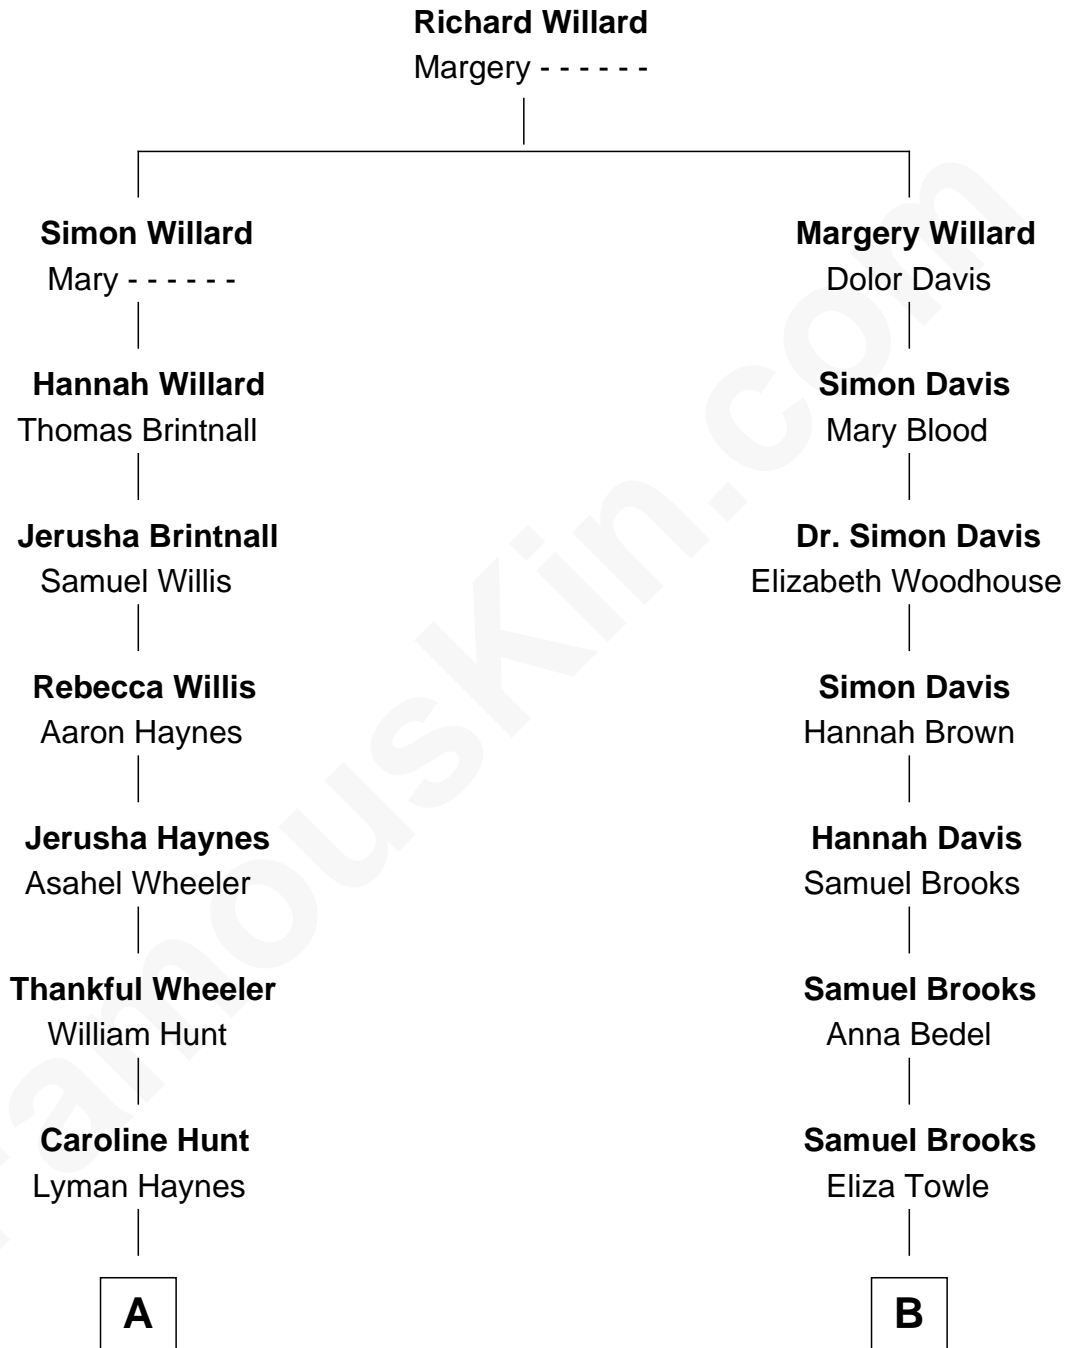 Richard Willard
Margery - - - - - -
Simon Willard
Mary - - - - - -
Margery Willard
Dolor Davis
Hannah Willard
Thomas Brintnall
Simon Davis
Mary Blood
Jerusha Brintnall
Samuel Willis
Dr. Simon Davis
Elizabeth Woodhouse
Rebecca Willis
Aaron Haynes
Simon Davis
Hannah Brown
Jerusha Haynes
Asahel Wheeler
Hannah Davis
Samuel Brooks
Thankful Wheeler
William Hunt
Samuel Brooks
Anna Bedel
Caroline Hunt
Lyman Haynes
Samuel Brooks
Eliza Towle
A
B
FamousKin.com